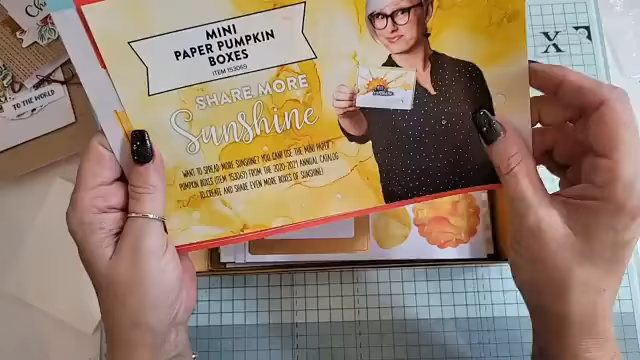 MINI
PAPER PUMPKIN
BOXES
ITEM 153065
SHARE MORE
Sunshine
WANT TO SPREAD MORE SUNSHINE? YOU CAN USE THE MINI PAPER
PUMPKIN BOXES (ITEM 153065) FROM THE 2020-2021 ANNUAL CATALOG
TO CREATE AND SHARE EVEN MORE BOXES OF SUNSHINE!
TO THE WORLD
X